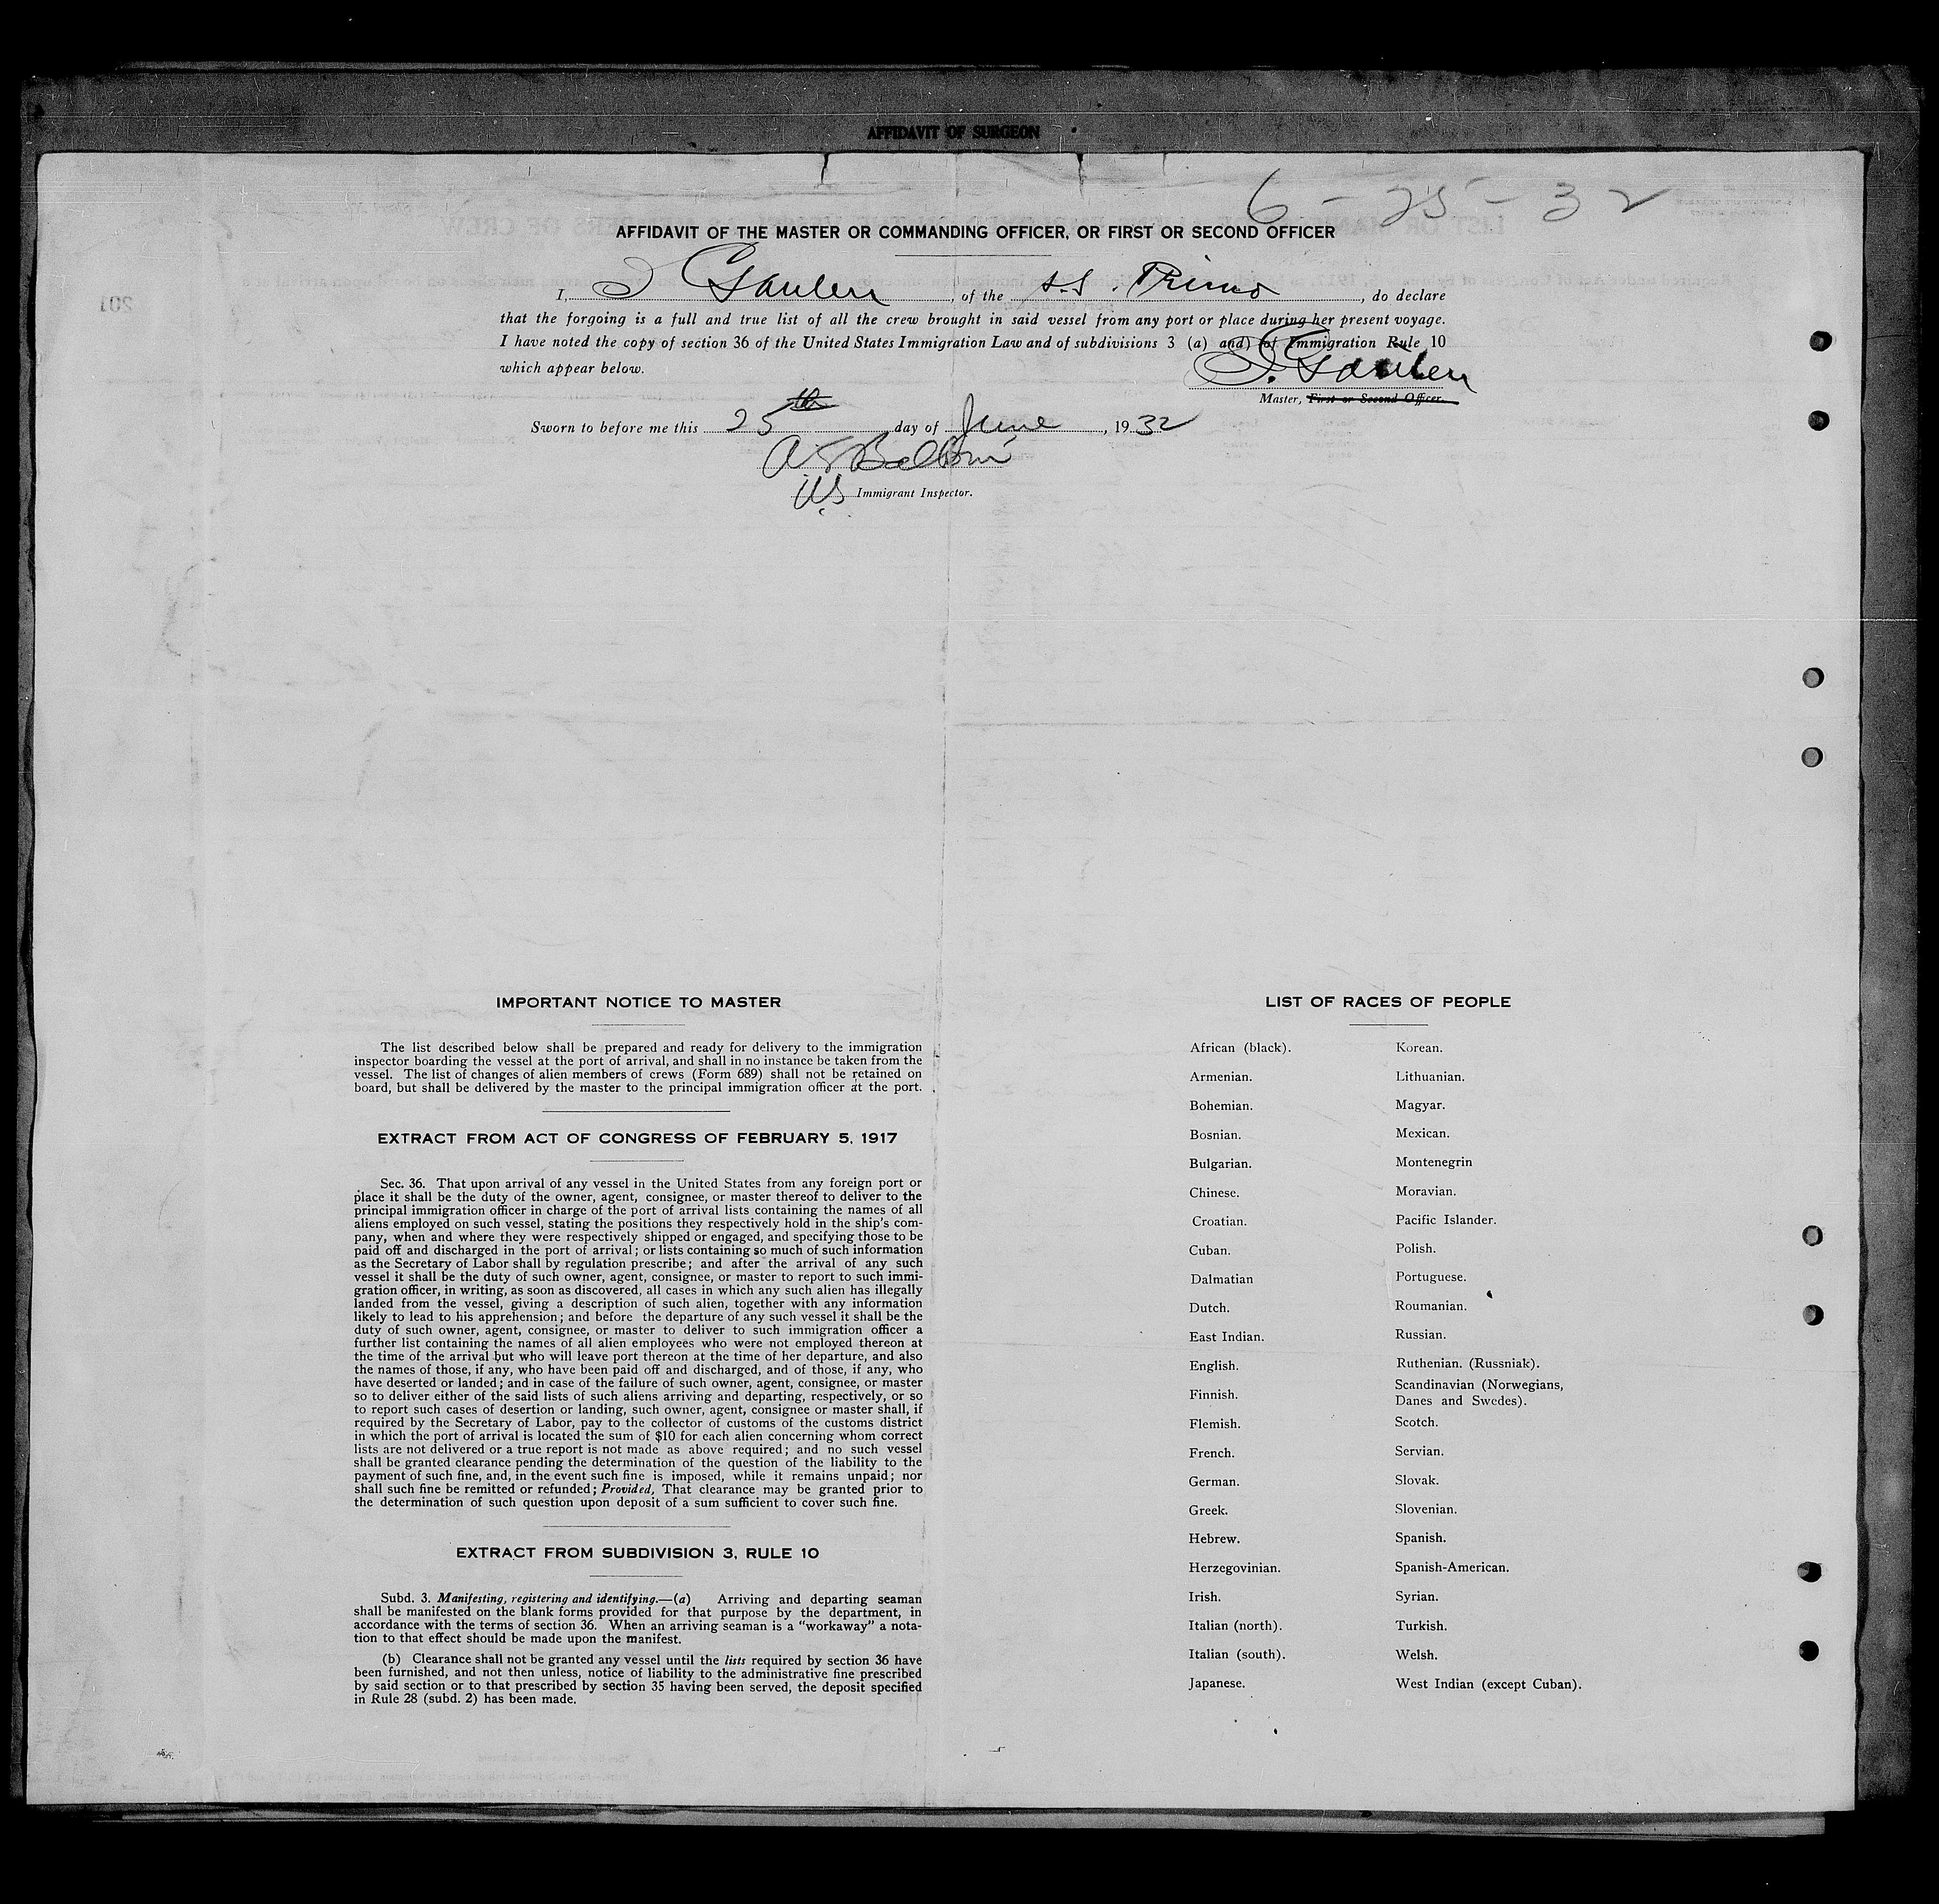 AFFIDAVIT OF SURGEON
6-25-32
AFFIDAVIT OF THE MASTER OR COMMANDING OFFICER, OR FIRST OR SECOND OFFICER
I, of the S.S. Primo, do declare
that the forgoing is a full and true list of all the crew brought in said vessel from any port or place during her present voyage.
I have noted the copy of section 36 of the United States Immigration Law and of subdivisions 3 (a) and) of Immigration Rule 10
which appear below.
Master, First or Second Officer.
Sworn to before me this 25th day of June, 1932
US Immigrant Inspector.
IMPORTANT NOTICE TO MASTER
The list described below shall be prepared and ready for delivery to the immigration
inspector boarding the vessel at the port of arrival, and shall in no instance be taken from the
vessel. The list of changes of alien members of crews (Form 689) shall not be retained on
board, but shall be delivered by the master to the principal immigration officer at the port.
EXTRACT FROM ACT OF CONGRESS OF FEBRUARY 5, 1917
Sec. 36. That upon arrival of any vessel in the United States from any foreign port or
place it shall be the duty of the owner, agent, consignee, or master thereof to deliver to the
principal immigration officer in charge of the port of arrival lists containing the names of all
aliens employed on such vessel, stating the positions they respectively hold in the ship's com-
pany, when and where they were respectively shipped or engaged, and specifying those to be
paid off and discharged in the port of arrival; or lists containing so much of such information
as the Secretary of Labor shall by regulation prescribe; and after the arrival of any such
vessel it shall be the duty of such owner, agent, consignee, or master to report to such immi-
gration officer, in writing, as soon as discovered, all cases in which any such alien has illegally
landed from the vessel, giving a description of such alien, together with any information
likely to lead to his apprehension; and before the departure of any such vessel it shall be the
duty of such owner, agent, consignee, or master to deliver to such immigration officer a
further list containing the names of all alien employees who were not employed thereon at
the time of the arrival but who will leave port thereon at the time of her departure, and also
the names of those, if any, who have been paid off and discharged, and of those, if any, who
have deserted or landed; and in case of the failure of such owner, agent, consignee, or master
so to deliver either of the said lists of such aliens arriving and departing, respectively, or so
to report such cases of desertion or landing, such owner, agent, consignee or master shall, if
required by the Secretary of Labor, pay to the collector of customs of the customs district
in which the port of arrival is located the sum of $10 for each alien concerning whom correct
lists are not delivered or a true report is not made as above required; and no such vessel
shall be granted clearance pending the determination of the question of the liability to the
payment of such fine, and, in the event such fine is imposed, while it remains unpaid; nor
shall such fine be remitted or refunded; Provided, That clearance may be granted prior to
the determination of such question upon deposit of a sum sufficient to cover such fine.
EXTRACT FROM SUBDIVISION 3, RULE 10
Subd. 3. Manifesting, registering and identifying.—(a) Arriving and departing seaman
shall be manifested on the blank forms provided for that purpose by the department, in
accordance with the terms of section 36. When an arriving seaman is a "workaway" a nota-
tion to that effect should be made upon the manifest.
(b) Clearance shall not be granted any vessel until the lists required by section 36 have
been furnished, and not then unless, notice of liability to the administrative fine prescribed
by said section or to that prescribed by section 35 having been served, the deposit specified
in Rule 28 (subd. 2) has been made.
LIST OF RACES OF PEOPLE
African (black).
Armenian.
Bohemian.
Bosnian.
Bulgarian.
Chinese.
Croatian.
Cuban.
Dalmatian
Dutch.
East Indian.
English.
Finnish.
Flemish.
French.
German.
Greek.
Hebrew.
Herzegovinian.
Irish.
Italian (north).
Italian (south).
Japanese.
Korean.
Lithuanian.
Magyar.
Mexican.
Montenegrin
Moravian.
Pacific Islander.
Polish.
Portuguese.
Roumanian.
Russian.
Ruthenian. (Russniak).
Scandinavian (Norwegians,
Danes and Swedes).
Scotch.
Servian.
Slovak.
Slovenian.
Spanish.
Spanish-American.
Syrian.
Turkish.
Welsh.
West Indian (except Cuban).